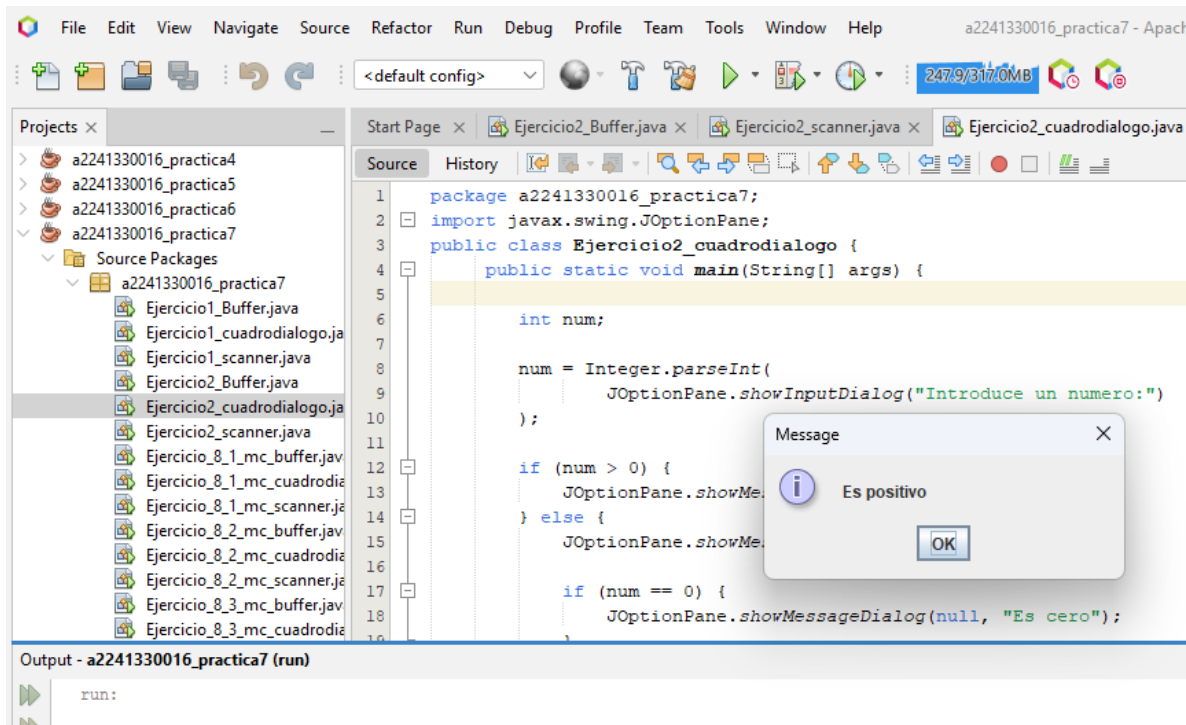 File Edit View Navigate Source Refactor Run Debug Profile Team Tools Window Help a2241330016_practica7 - Apach
<default config> 247.9/317.0MB
Projects
a2241330016_practica4
a2241330016_practica5
a2241330016_practica6
a2241330016_practica7
Source Packages
a2241330016_practica7
Ejercicio1_Buffer.java
Ejercicio1_cuadrodialogo.ja
Ejercicio1_scanner.java
Ejercicio2_Buffer.java
Ejercicio2_cuadrodialogo.ja
Ejercicio2_scanner.java
Ejercicio_8_1_mc_buffer.jav
Ejercicio_8_1_mc_cuadrodia
Ejercicio_8_1_mc_scanner.ja
Ejercicio_8_2_mc_buffer.jav
Ejercicio_8_2_mc_cuadrodia
Ejercicio_8_2_mc_scanner.ja
Ejercicio_8_3_mc_buffer.jav
Ejercicio_8_3_mc_cuadrodia
Start Page Ejercicio2_Buffer.java Ejercicio2_scanner.java Ejercicio2_cuadrodialogo.java
Source History
1 package a2241330016_practica7;
2 import javax.swing.JOptionPane;
3 public class Ejercicio2_cuadrodialogo {
4 public static void main(String[] args) {
5
6 int num;
7
8 num = Integer.parseInt(
9 JOptionPane.showInputDialog("Introduce un numero:")
10 );
11
12 if (num > 0) {
13 JOptionPane.showMe
14 } else {
15 JOptionPane.showMe
16
17 if (num == 0) {
18 JOptionPane.showMessageDialog(null, "Es cero");
19 }
Message
Es positivo
OK
Output - a2241330016_practica7 (run)
run: